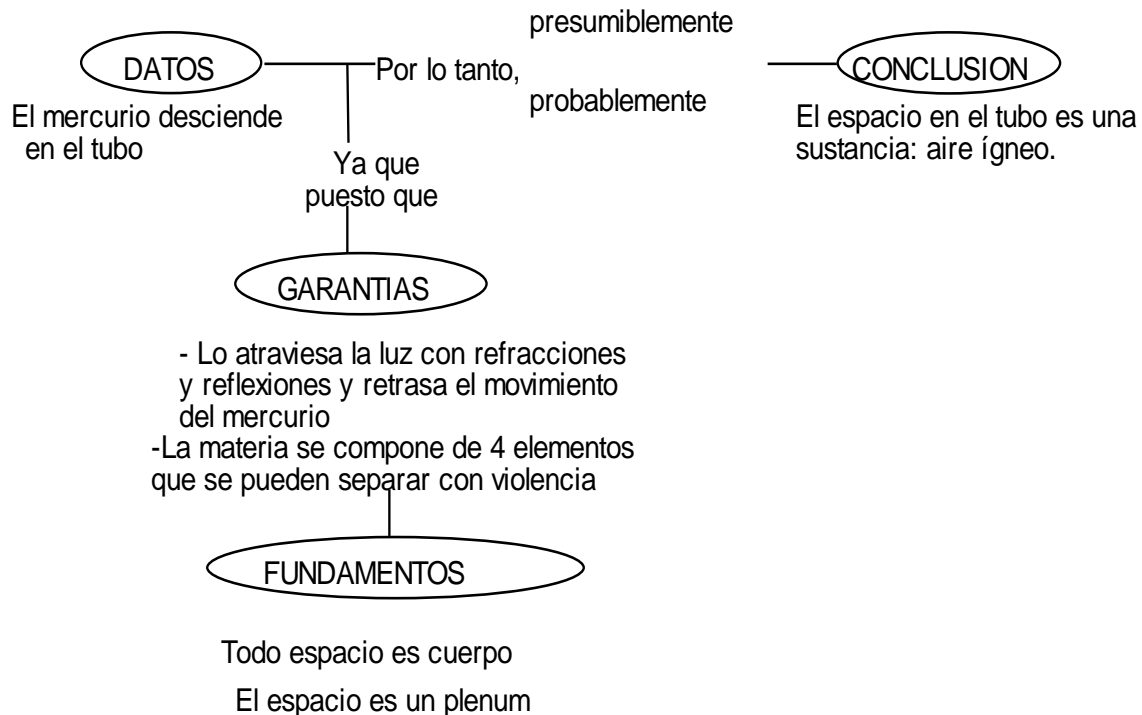 presumiblemente
DATOS
Por lo tanto,
CONCLUSION
probablemente
El mercurio desciende
en el tubo
El espacio en el tubo es una
sustancia: aire ígneo.
Ya que
puesto que
GARANTIAS
- Lo atraviesa la luz con refracciones
y reflexiones y retrasa el movimiento
del mercurio
-La materia se compone de 4 elementos
que se pueden separar con violencia
FUNDAMENTOS
Todo espacio es cuerpo
El espacio es un plenum